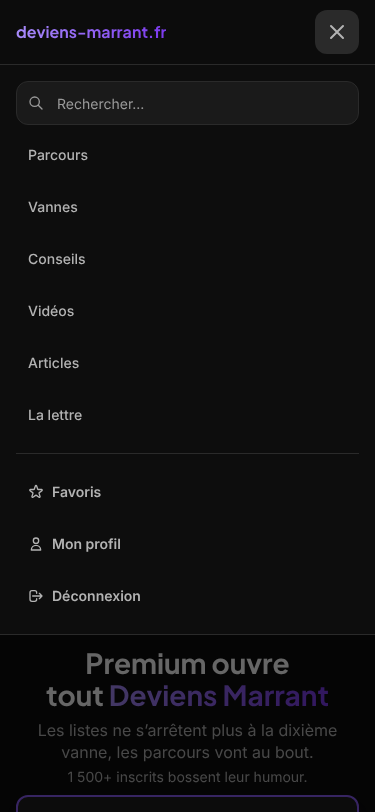 deviens-marrant.fr
Rechercher...
Parcours
Vannes
Conseils
Vidéos
Articles
La lettre
Favoris
Mon profil
Déconnexion
Premium ouvre
tout Deviens Marrant
Les listes ne s'arrêtent plus à la dixième
vanne, les parcours vont au bout.
1 500+ inscrits bossent leur humour.